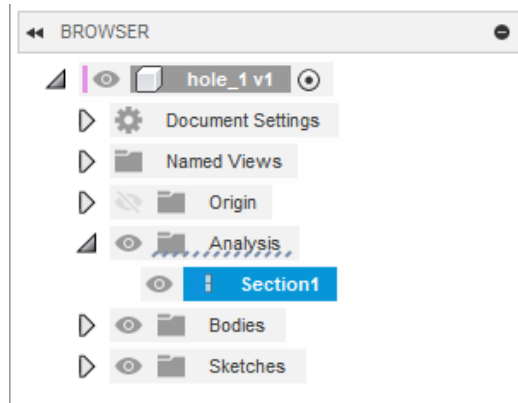 BROWSER
hole_1 v1
Document Settings
Named Views
Origin
Analysis
Section1
Bodies
Sketches